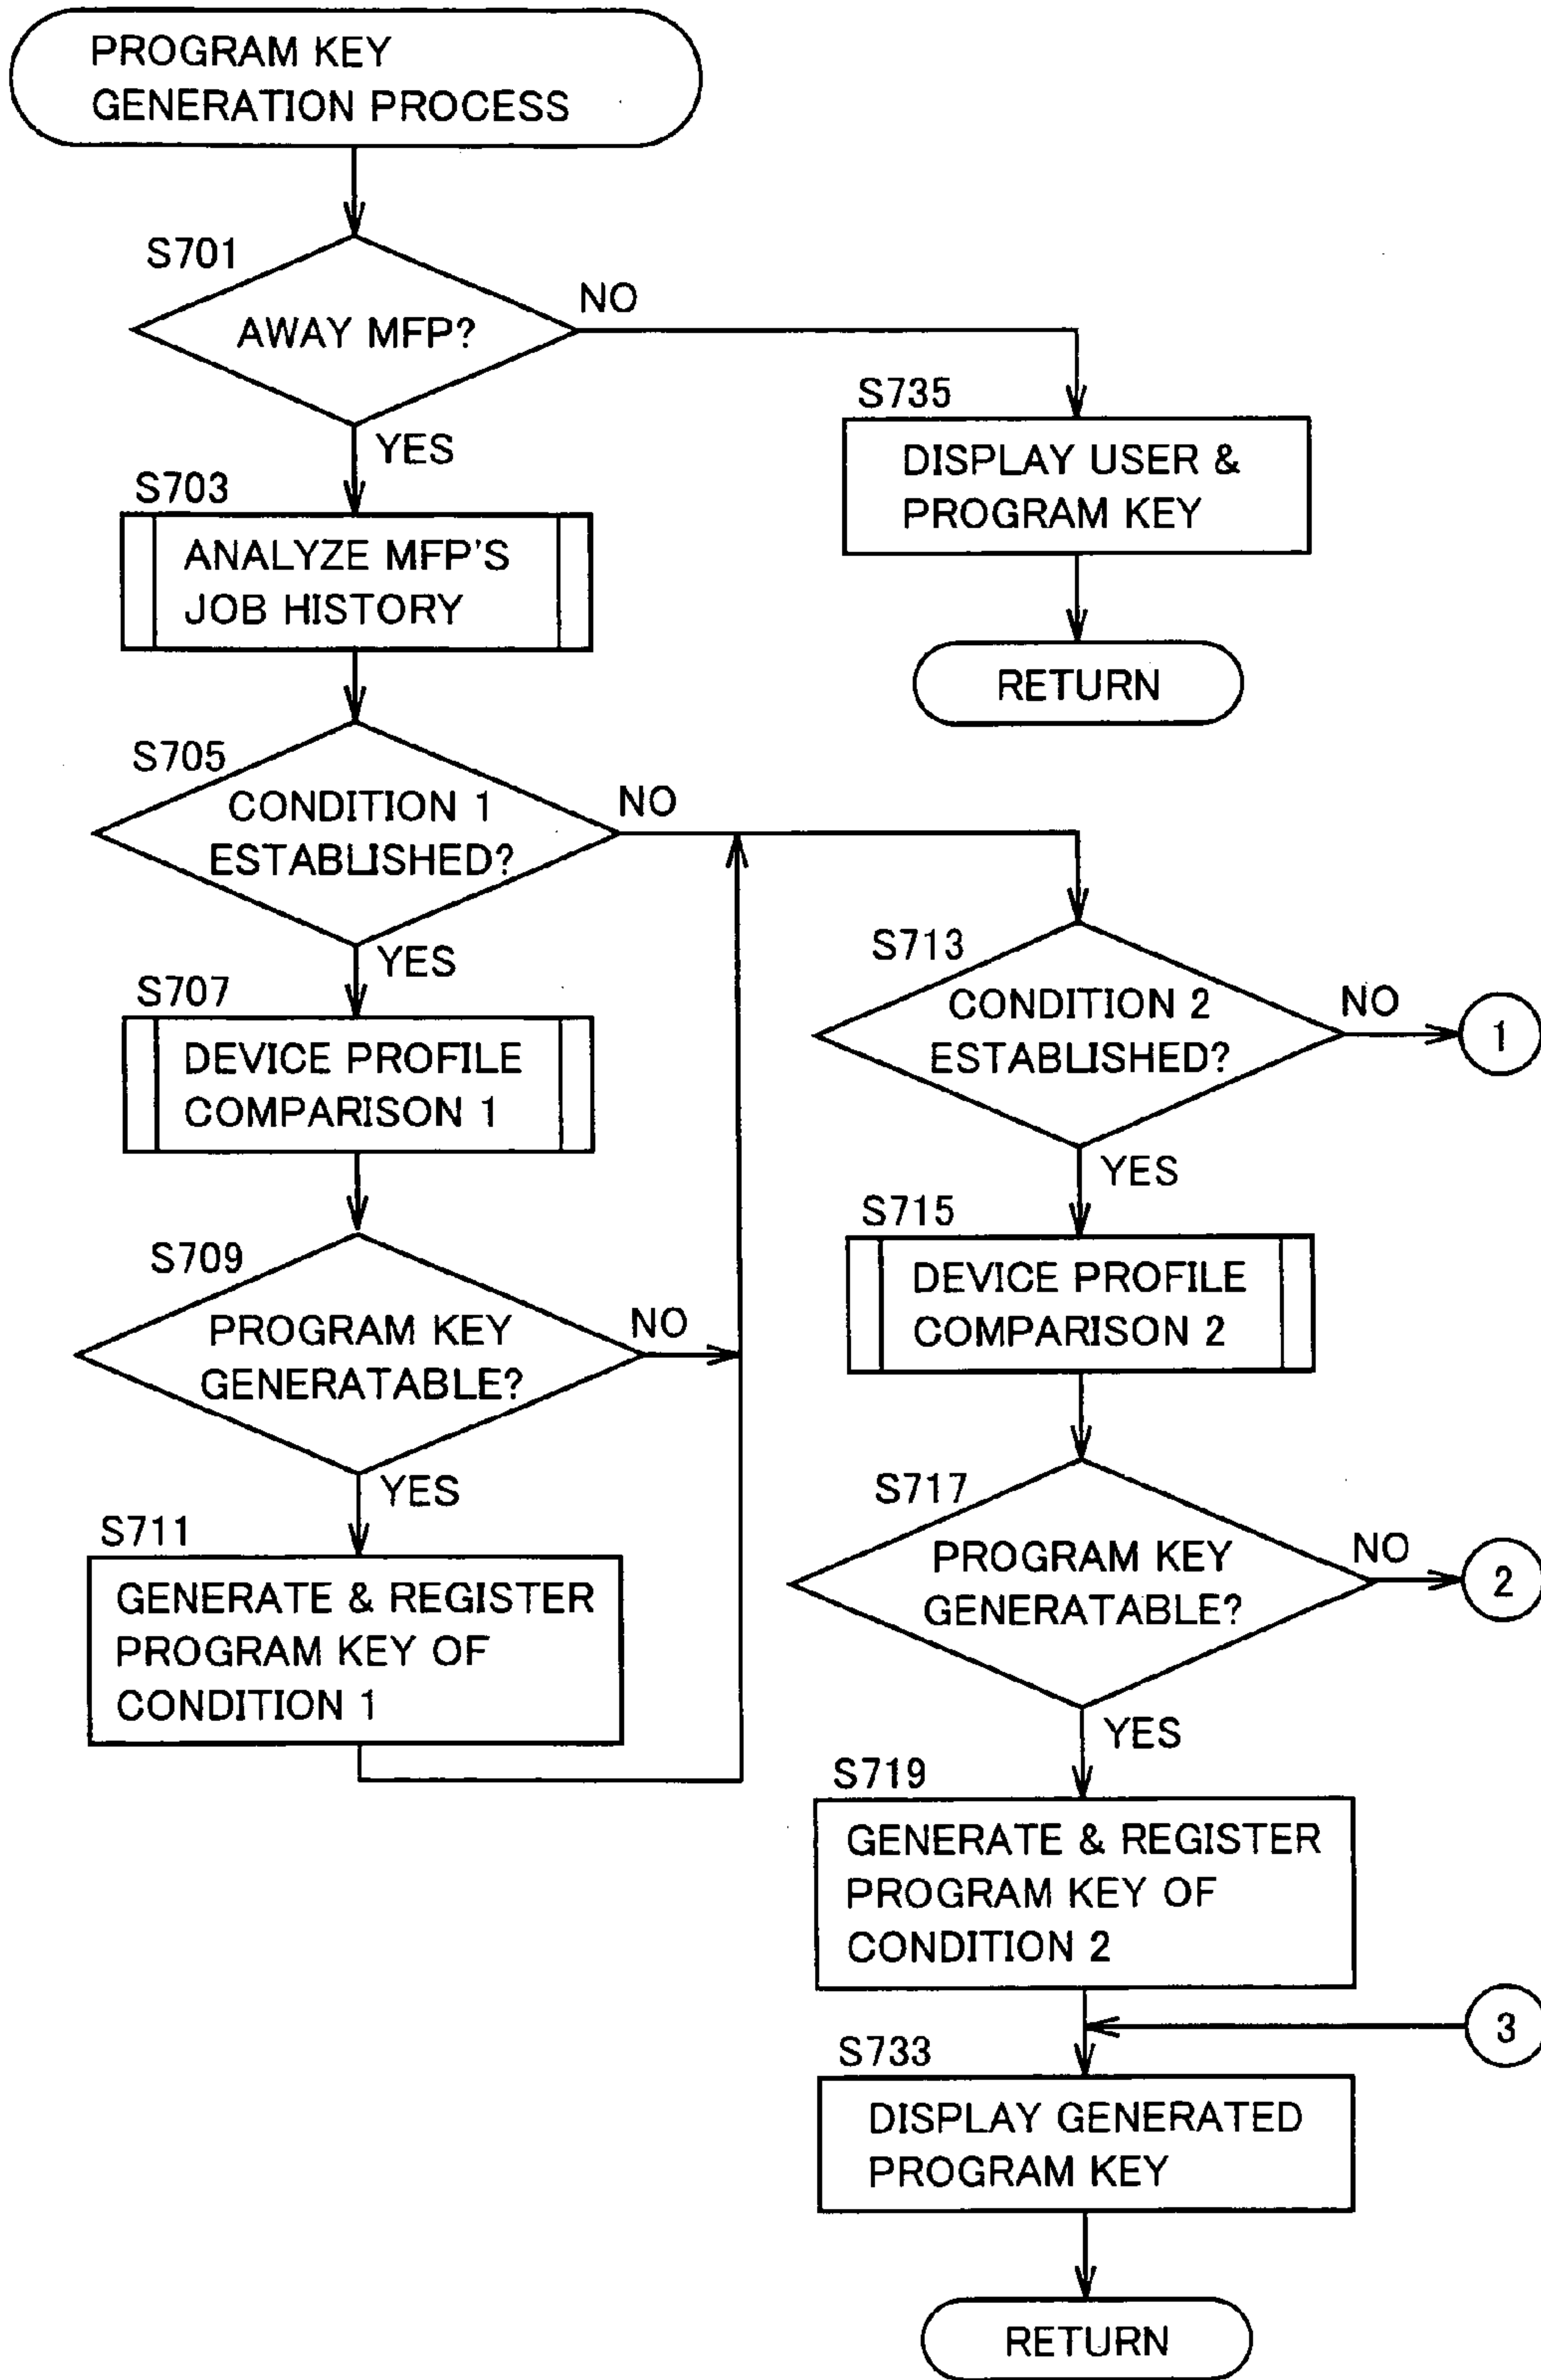 PROGRAM KEY
GENERATION PROCESS
S701
AWAY MFP?
NO
YES
S735
DISPLAY USER &
PROGRAM KEY
RETURN
S703
ANALYZE MFP'S
JOB HISTORY
S705
CONDITION 1
ESTABLISHED?
NO
YES
S707
DEVICE PROFILE
COMPARISON 1
S709
PROGRAM KEY
GENERATABLE?
NO
YES
S711
GENERATE & REGISTER
PROGRAM KEY OF
CONDITION 1
S713
CONDITION 2
ESTABLISHED?
NO
1
YES
S715
DEVICE PROFILE
COMPARISON 2
S717
PROGRAM KEY
GENERATABLE?
NO
2
YES
S719
GENERATE & REGISTER
PROGRAM KEY OF
CONDITION 2
3
S733
DISPLAY GENERATED
PROGRAM KEY
RETURN